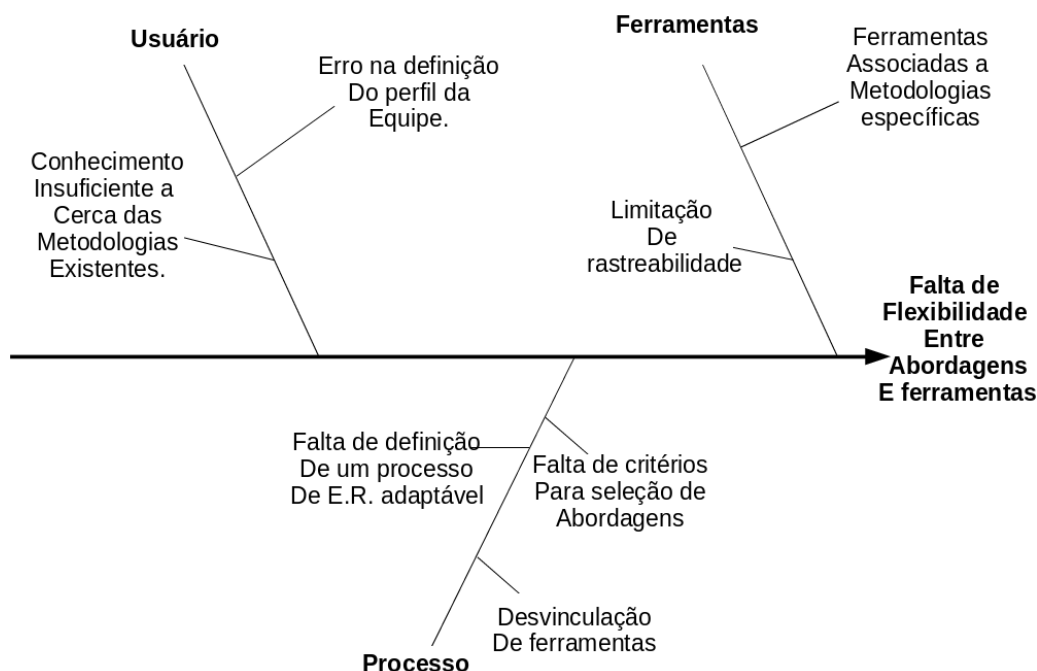 Usuário
Erro na definição
Do perfil da
Equipe.
Conhecimento
Insuficiente a
Cerca das
Metodologias
Existentes.
Ferramentas
Ferramentas
Associadas a
Metodologias
específicas
Limitação
De
rastreabilidade
Falta de
Flexibilidade
Entre
Abordagens
E ferramentas
Falta de definição
De um processo
De E.R. adaptável
Falta de critérios
Para seleção de
Abordagens
Desvinculação
De ferramentas
Processo